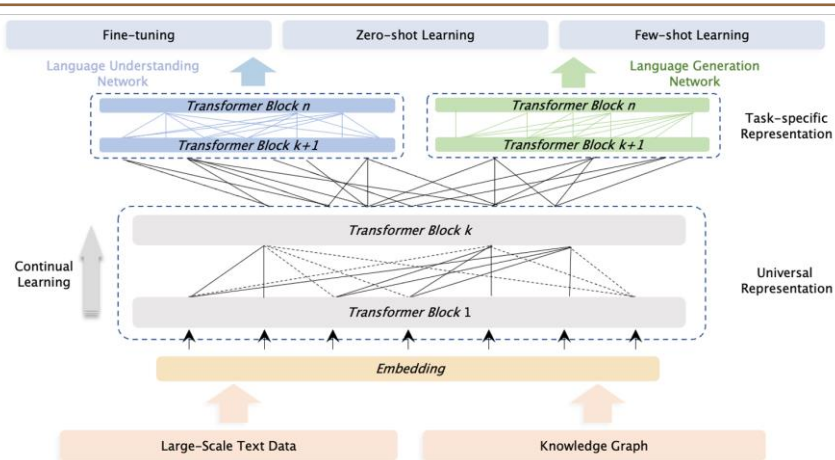 Fine-tuning
Zero-shot Learning
Few-shot Learning
Language Understanding
Network
Language Generation
Network
Transformer Block n
Transformer Block n
Task-specific
Representation
Transformer Block k+1
Transformer Block k+1
Transformer Block k
Continual
Learning
Universal
Representation
Transformer Block 1
Embedding
Large-Scale Text Data
Knowledge Graph